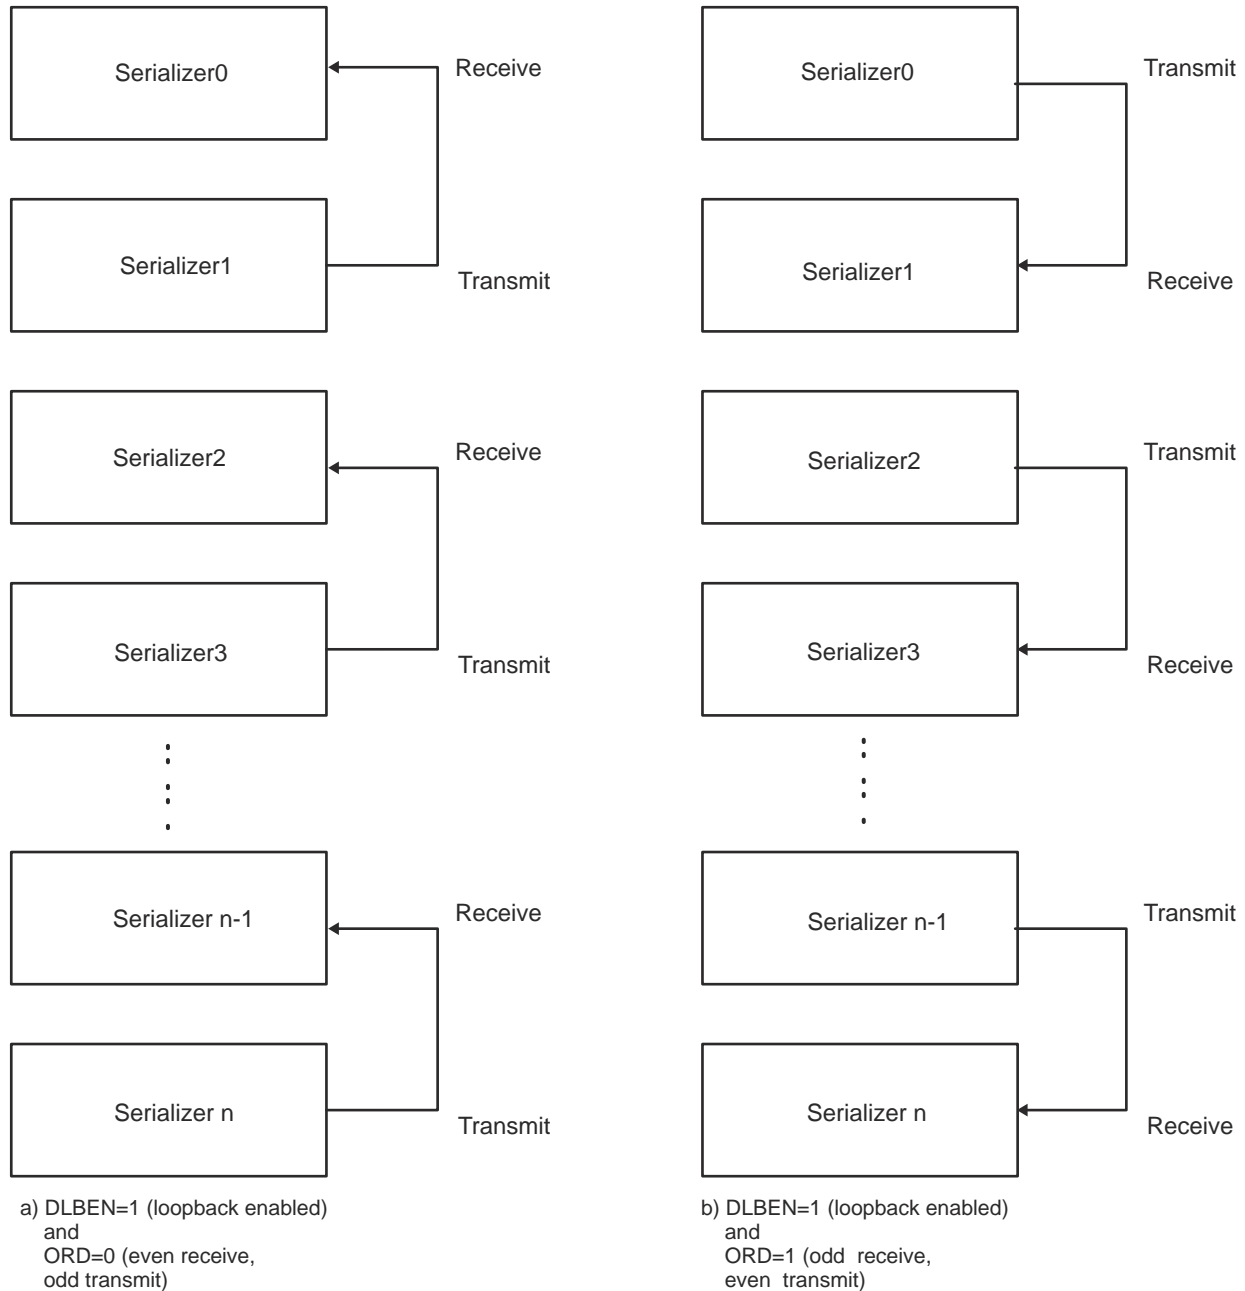 Serializer0
Receive
Serializer1
Transmit
Serializer2
Receive
Serializer3
Transmit
Serializer n-1
Receive
Serializer n
Transmit
a) DLBEN=1 (loopback enabled)
and
ORD=0 (even receive,
odd transmit)
Serializer0
Transmit
Serializer1
Receive
Serializer2
Transmit
Serializer3
Receive
Serializer n-1
Transmit
Serializer n
Receive
b) DLBEN=1 (loopback enabled)
and
ORD=1 (odd receive,
even transmit)